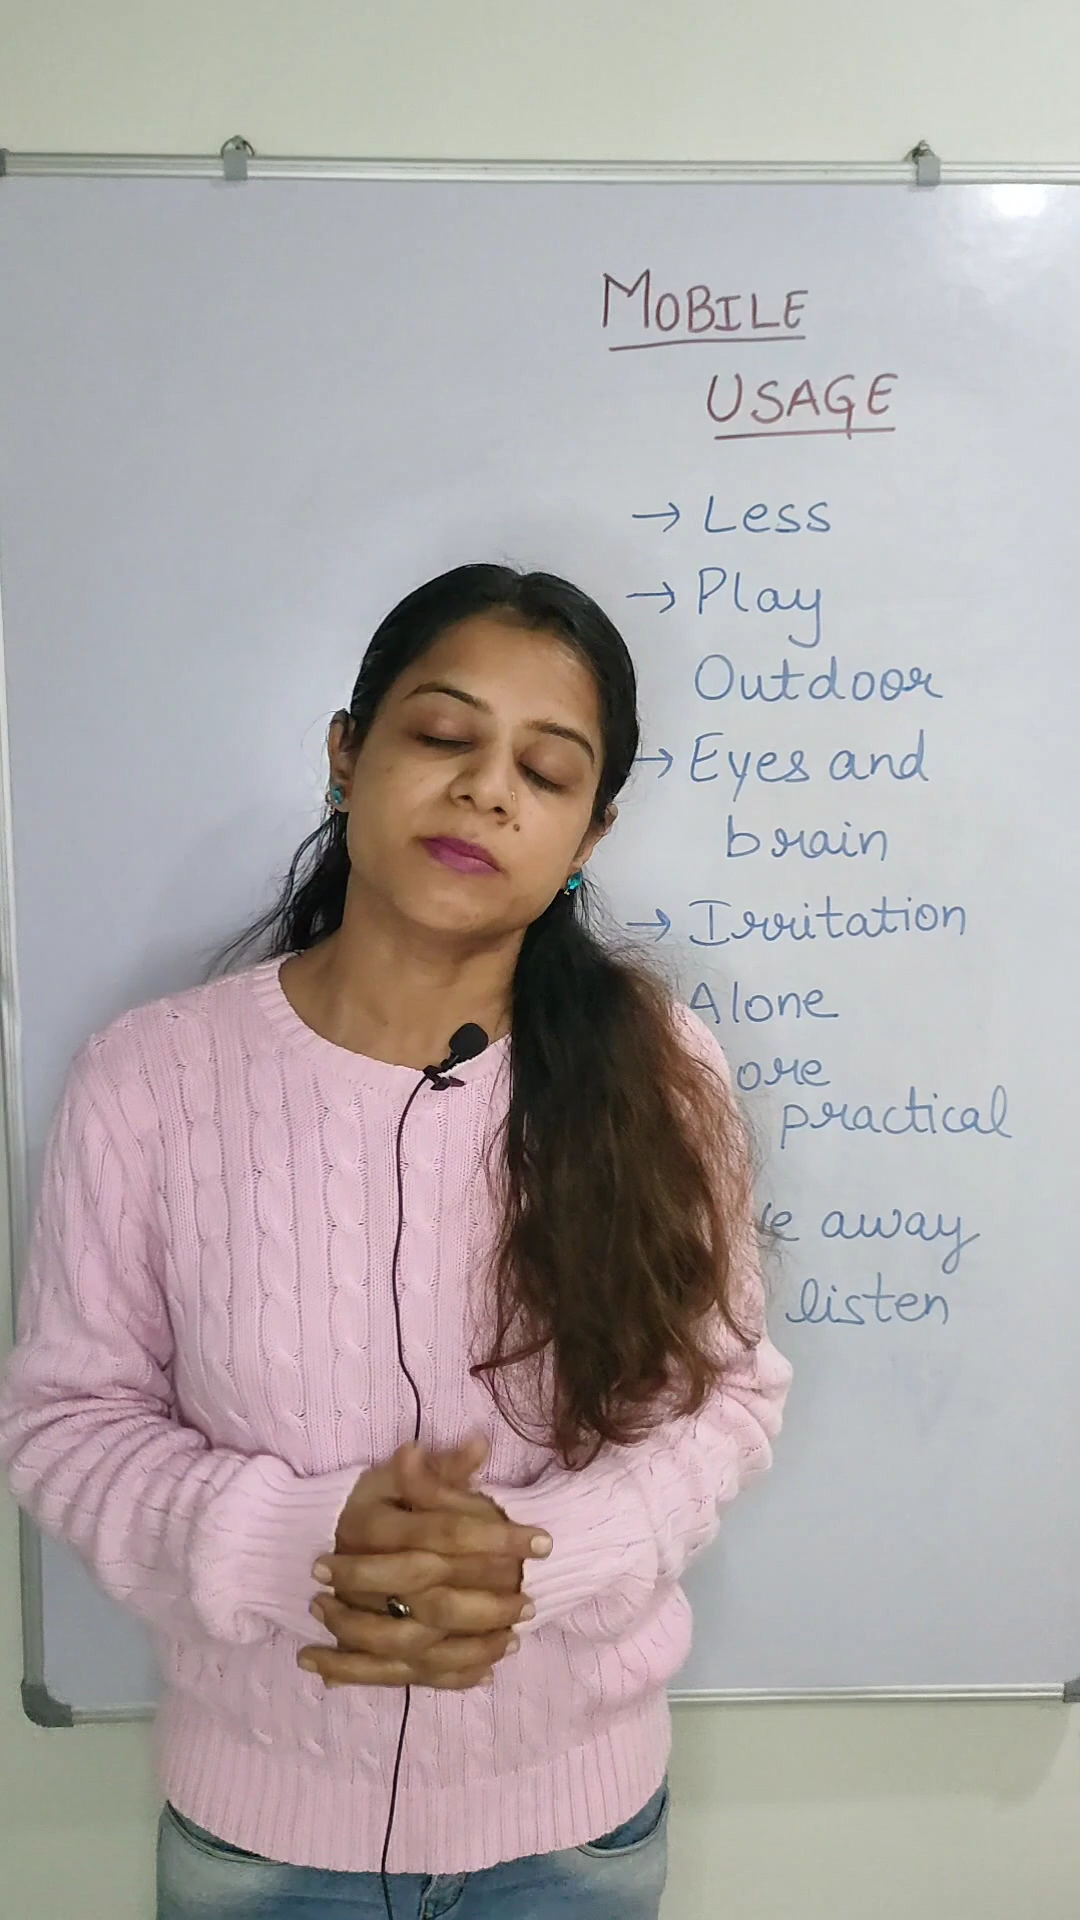 MOBILE
USAGE
→ Less
→ Play
Outdoor
→ Eyes and
brain
→ Irritation
Alone
ore
practical
e away
listen